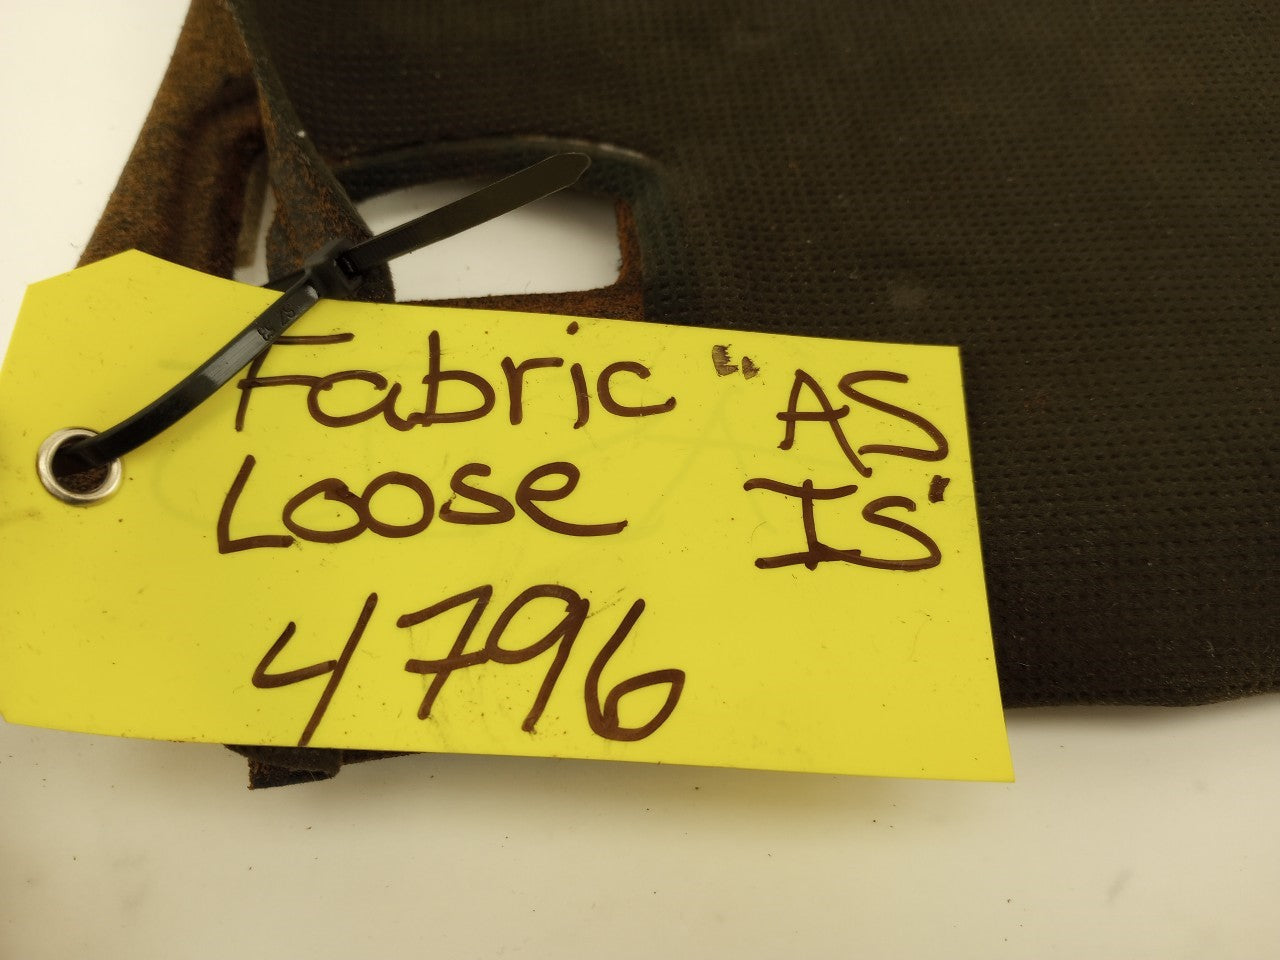 Fabric "AS
Loose IS"
4796